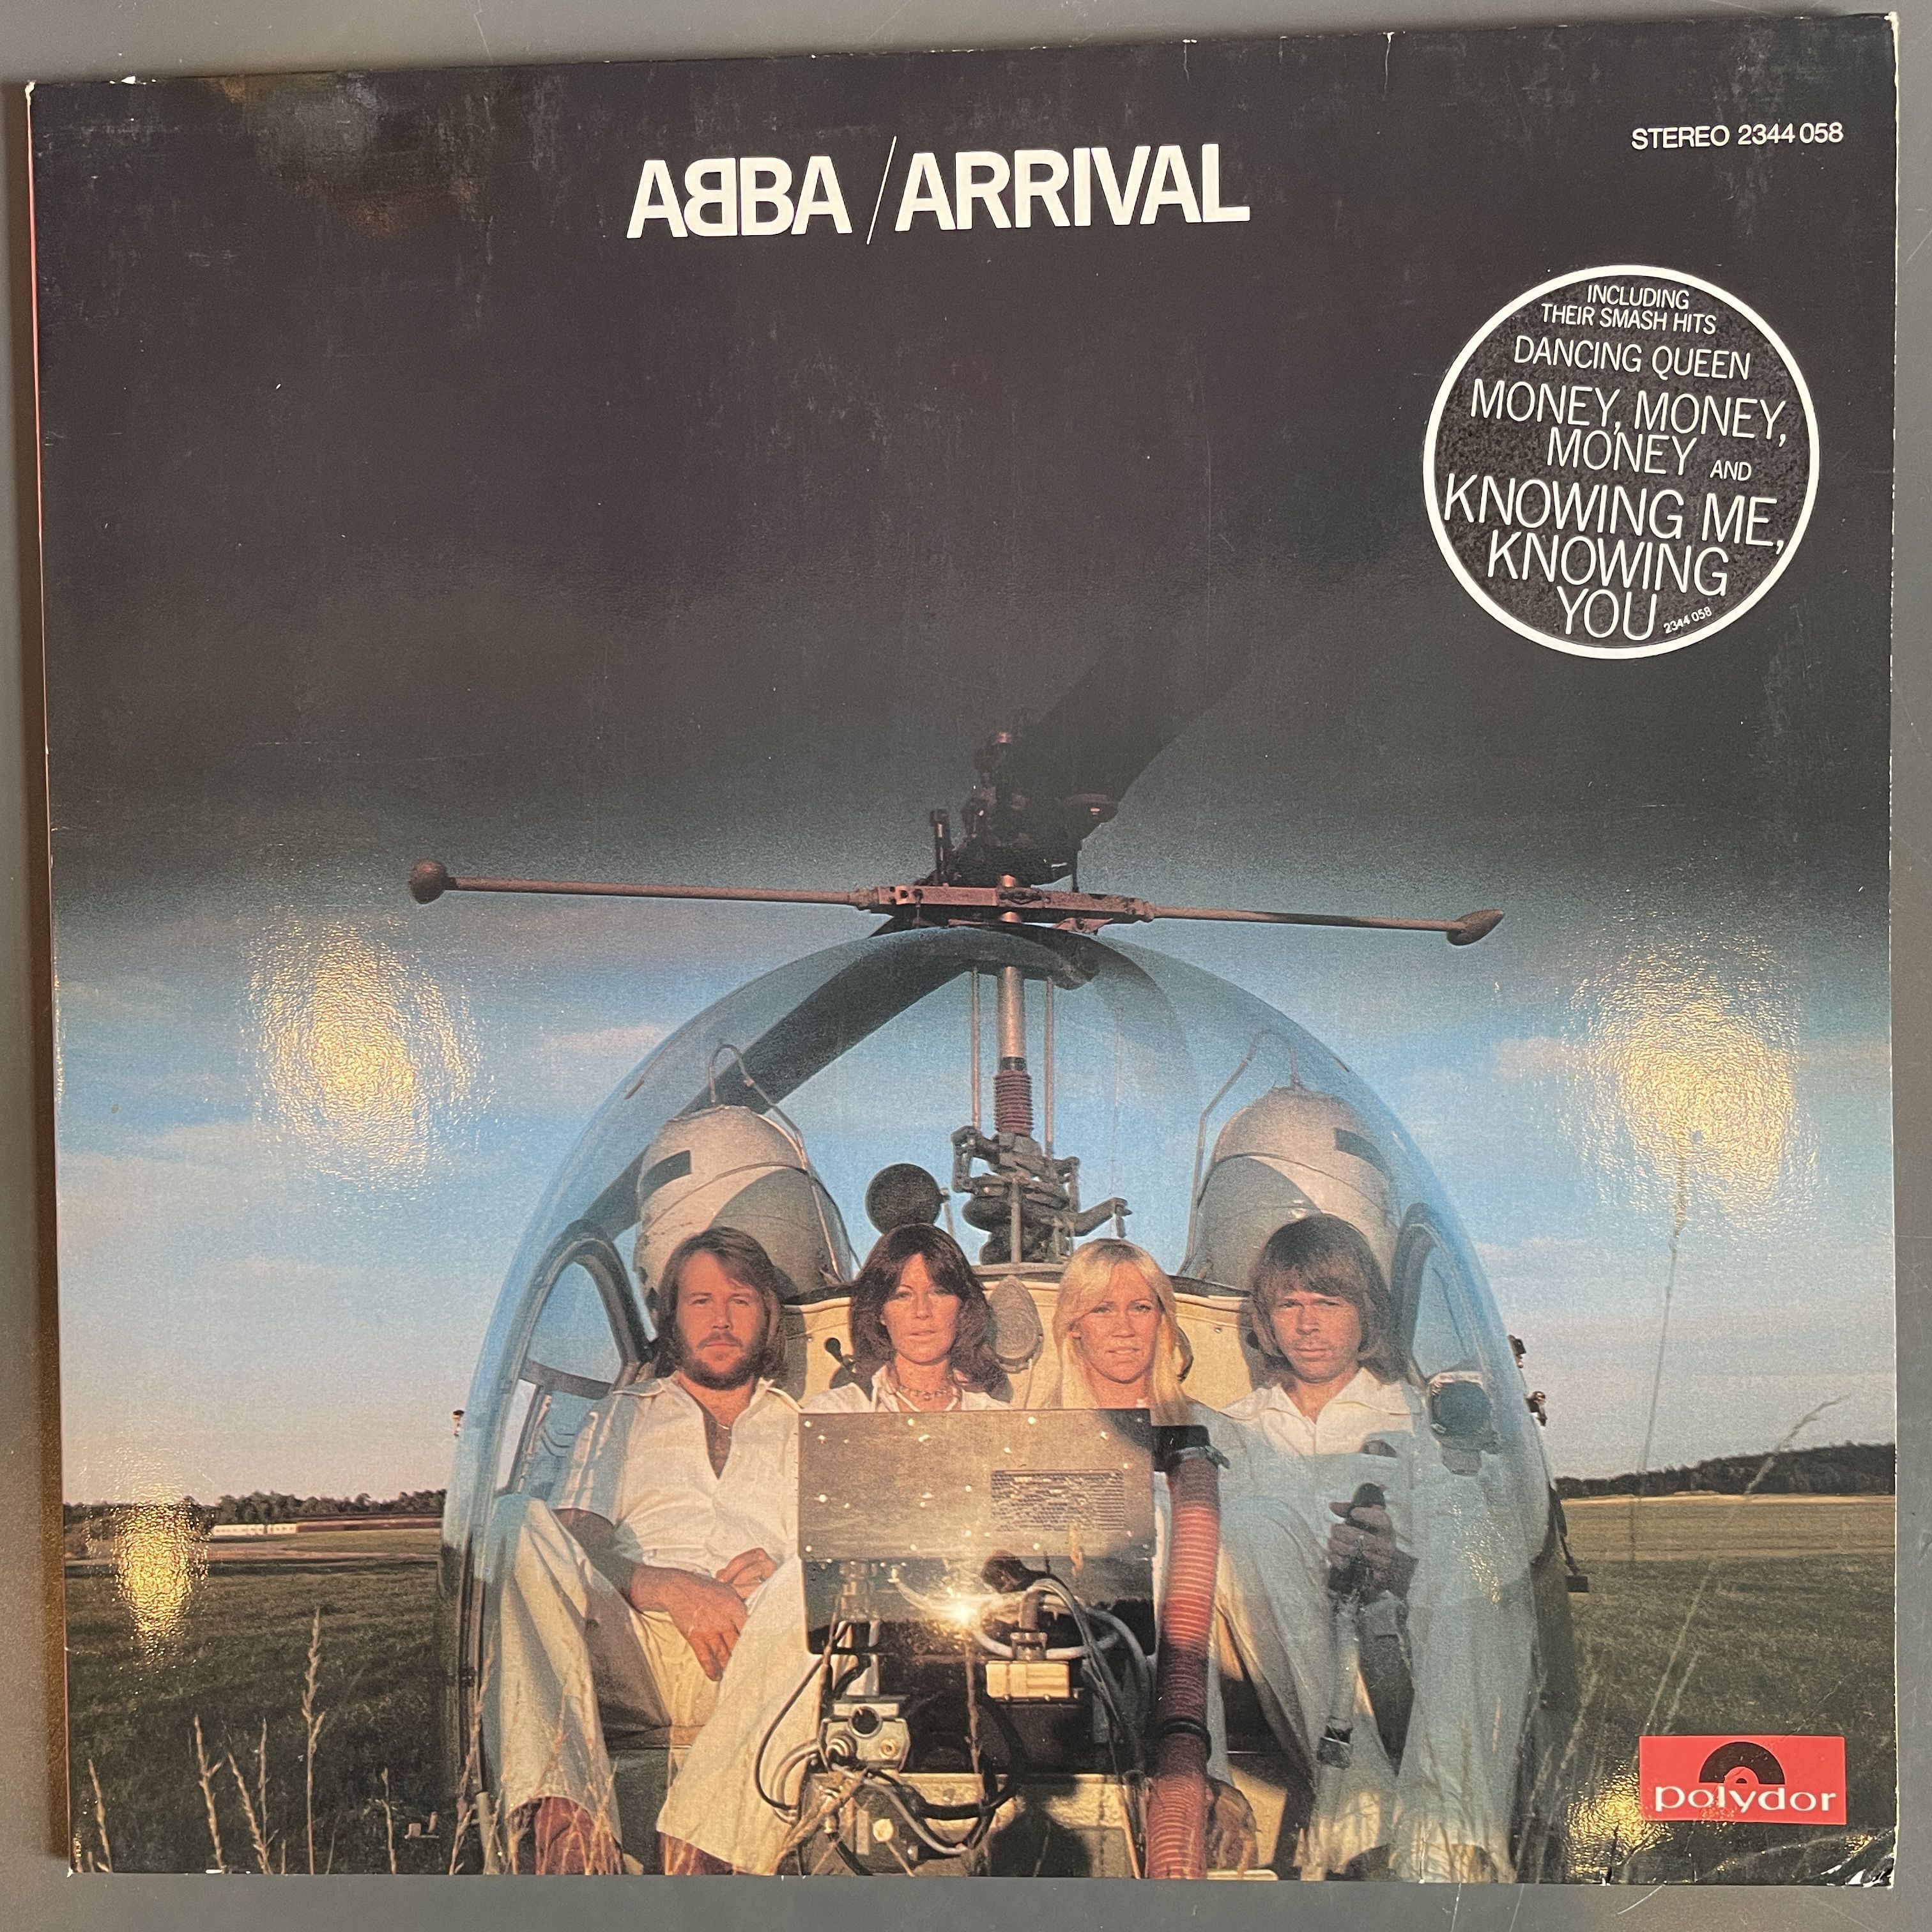 AᗺBA/ARRIVAL
STEREO 2344 058
INCLUDING
THEIR SMASH HITS
DANCING QUEEN
MONEY, MONEY,
MONEY AND
KNOWING ME,
KNOWING
YOU 2344 058
polydor